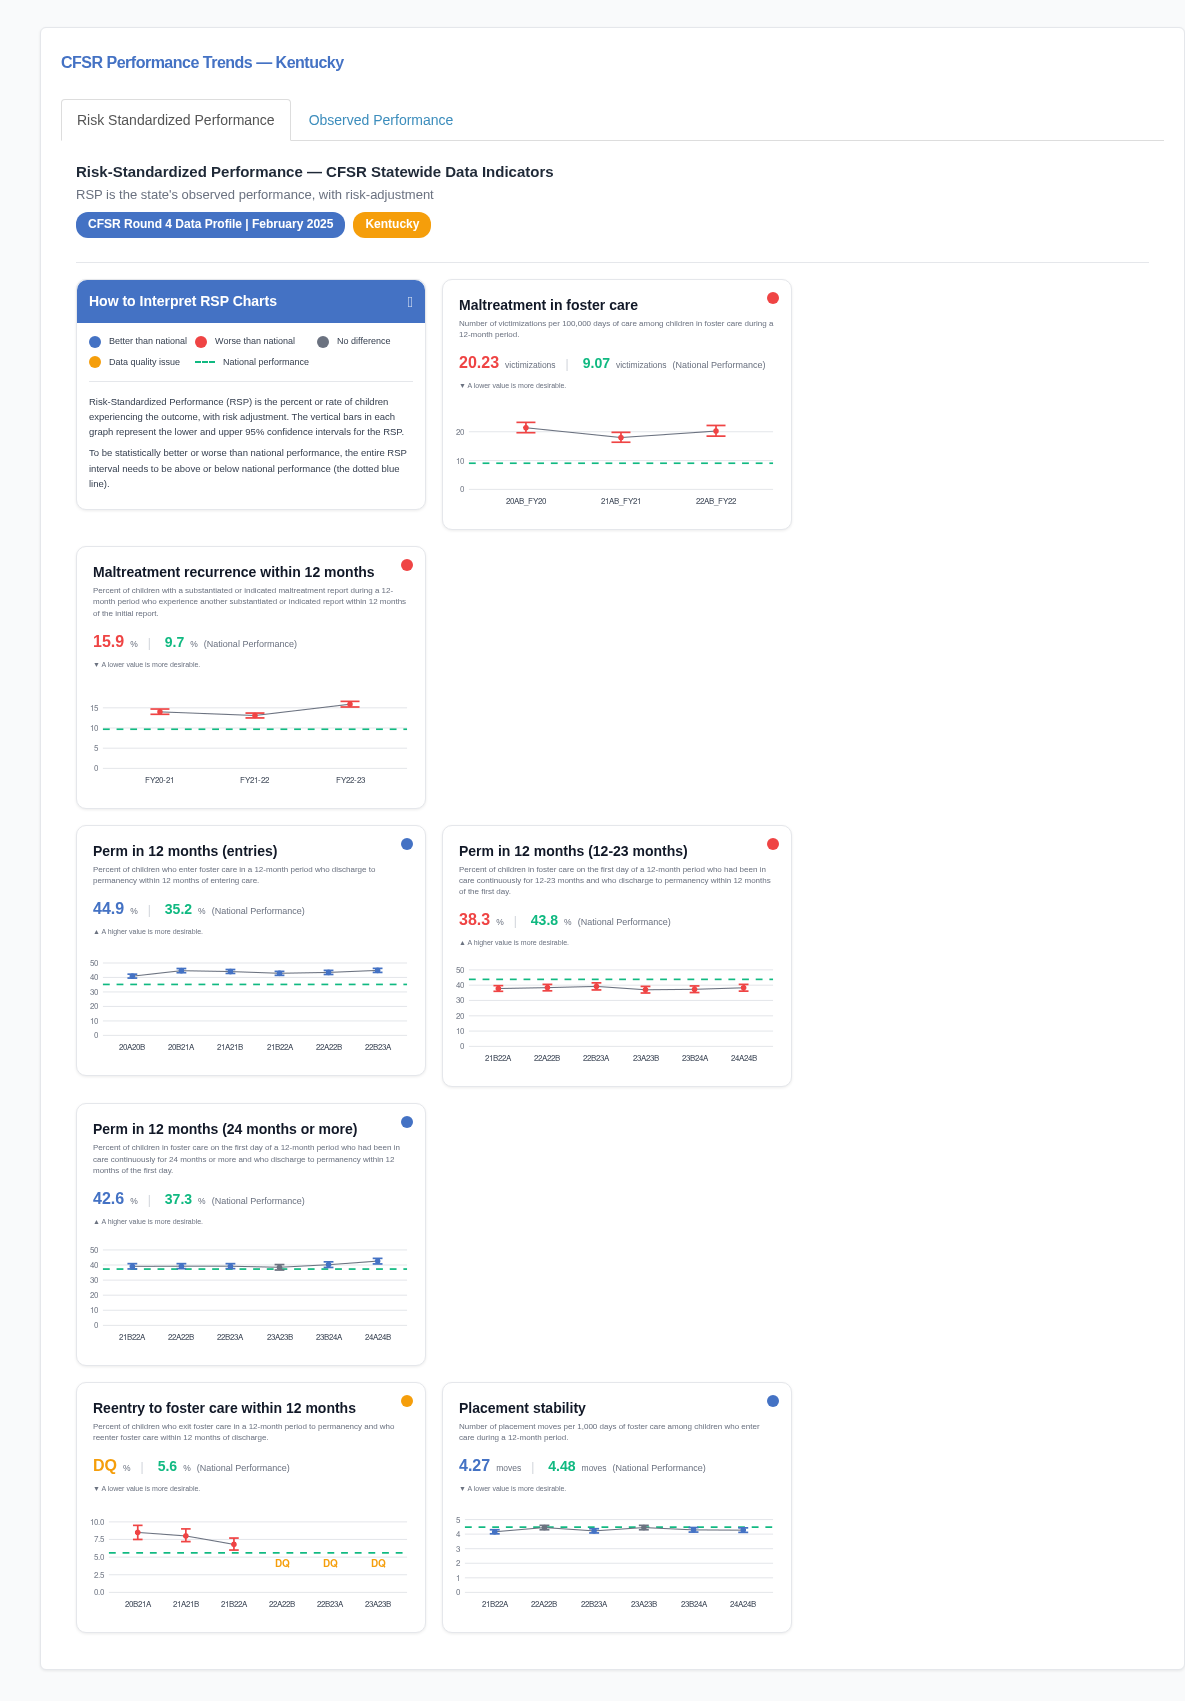 CFSR Performance Trends — Kentucky
Risk Standardized Performance
Observed Performance
Risk-Standardized Performance — CFSR Statewide Data Indicators
RSP is the state's observed performance, with risk-adjustment
CFSR Round 4 Data Profile | February 2025
Kentucky
How to Interpret RSP Charts
Better than national
Worse than national
No difference
Data quality issue
National performance
Risk-Standardized Performance (RSP) is the percent or rate of children
experiencing the outcome, with risk adjustment. The vertical bars in each
graph represent the lower and upper 95% confidence intervals for the RSP.
To be statistically better or worse than national performance, the entire RSP
interval needs to be above or below national performance (the dotted blue
line).
Maltreatment in foster care
Number of victimizations per 100,000 days of care among children in foster care during a
12-month period.
20.23 victimizations | 9.07 victimizations (National Performance)
▼ A lower value is more desirable.
20
10
0
20AB_FY20 21AB_FY21 22AB_FY22
Maltreatment recurrence within 12 months
Percent of children with a substantiated or indicated maltreatment report during a 12-
month period who experience another substantiated or indicated report within 12 months
of the initial report.
15.9 % | 9.7 % (National Performance)
▼ A lower value is more desirable.
15
10
5
0
FY20-21 FY21-22 FY22-23
Perm in 12 months (entries)
Percent of children who enter foster care in a 12-month period who discharge to
permanency within 12 months of entering care.
44.9 % | 35.2 % (National Performance)
▲ A higher value is more desirable.
50
40
30
20
10
0
20A20B 20B21A 21A21B 21B22A 22A22B 22B23A
Perm in 12 months (12-23 months)
Percent of children in foster care on the first day of a 12-month period who had been in
care continuously for 12-23 months and who discharge to permanency within 12 months
of the first day.
38.3 % | 43.8 % (National Performance)
▲ A higher value is more desirable.
50
40
30
20
10
0
21B22A 22A22B 22B23A 23A23B 23B24A 24A24B
Perm in 12 months (24 months or more)
Percent of children in foster care on the first day of a 12-month period who had been in
care continuously for 24 months or more and who discharge to permanency within 12
months of the first day.
42.6 % | 37.3 % (National Performance)
▲ A higher value is more desirable.
50
40
30
20
10
0
21B22A 22A22B 22B23A 23A23B 23B24A 24A24B
Reentry to foster care within 12 months
Percent of children who exit foster care in a 12-month period to permanency and who
reenter foster care within 12 months of discharge.
DQ % | 5.6 % (National Performance)
▼ A lower value is more desirable.
10.0
7.5
5.0
2.5
0.0
DQ DQ DQ
20B21A 21A21B 21B22A 22A22B 22B23A 23A23B
Placement stability
Number of placement moves per 1,000 days of foster care among children who enter
care during a 12-month period.
4.27 moves | 4.48 moves (National Performance)
▼ A lower value is more desirable.
5
4
3
2
1
0
21B22A 22A22B 22B23A 23A23B 23B24A 24A24B